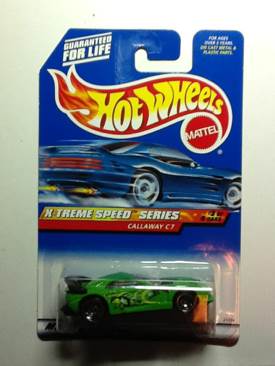 GUARANTEED
FOR LIFE
FOR AGES
OVER 3 YEARS.
DIE CAST METAL &
PLASTIC PARTS.
HOT WHEELS
MATTEL
X-TREME SPEED SERIES
CALLAWAY C7